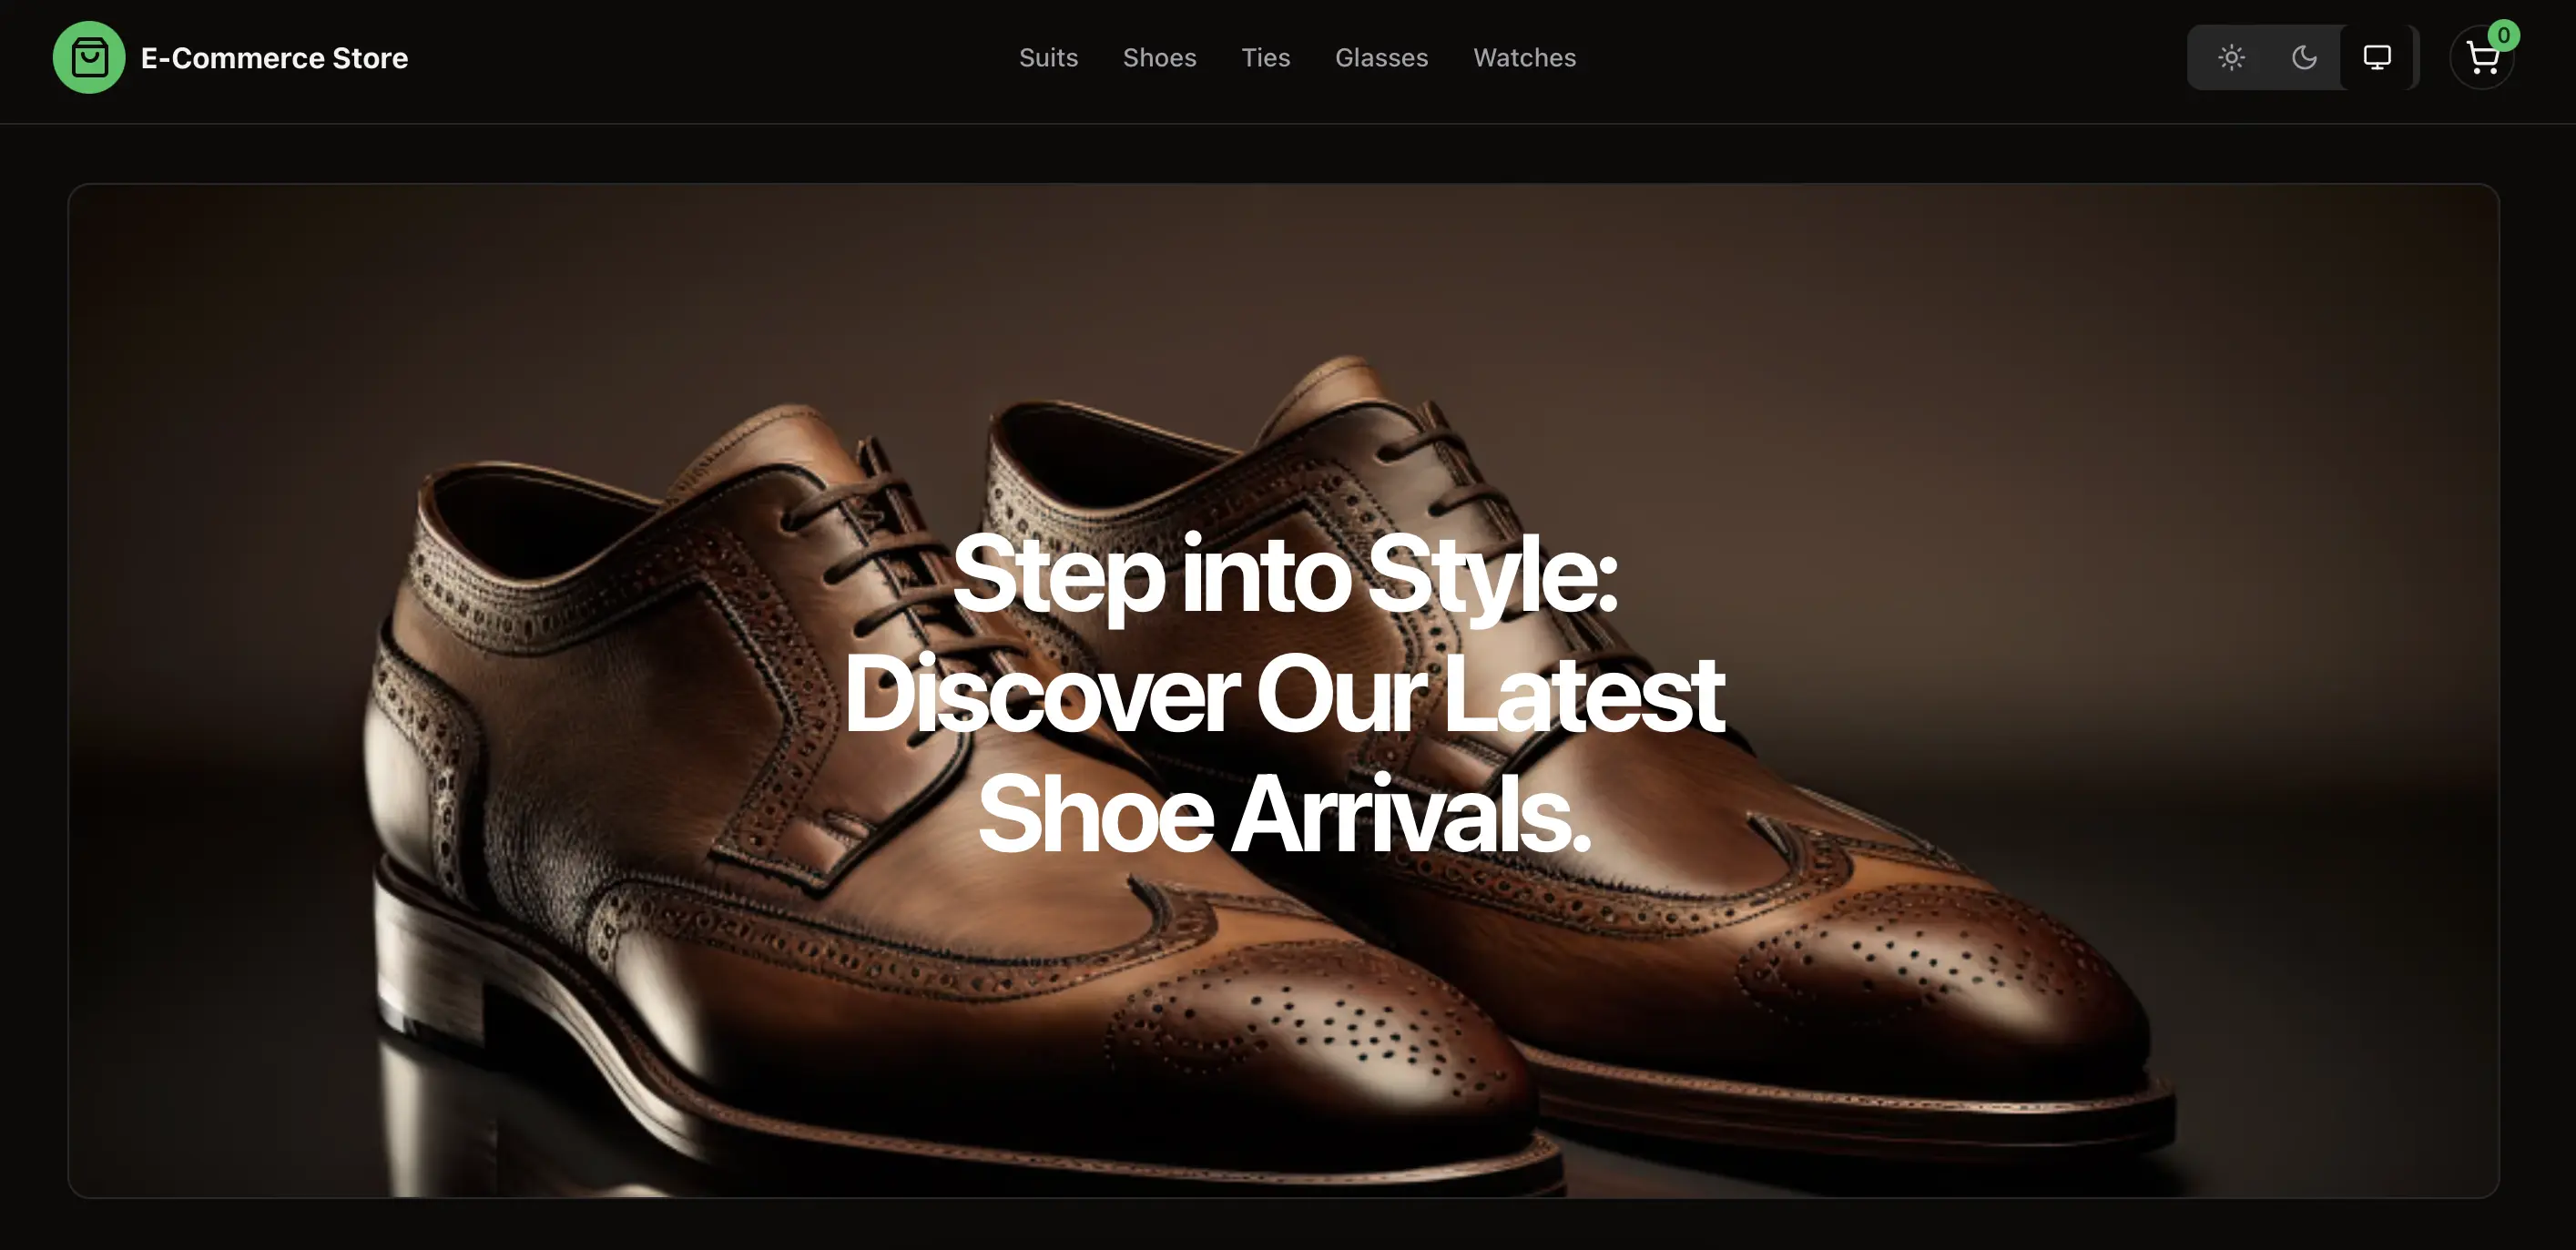 E-Commerce Store
Suits Shoes Ties Glasses Watches
0
Step into Style:
Discover Our Latest
Shoe Arrivals.